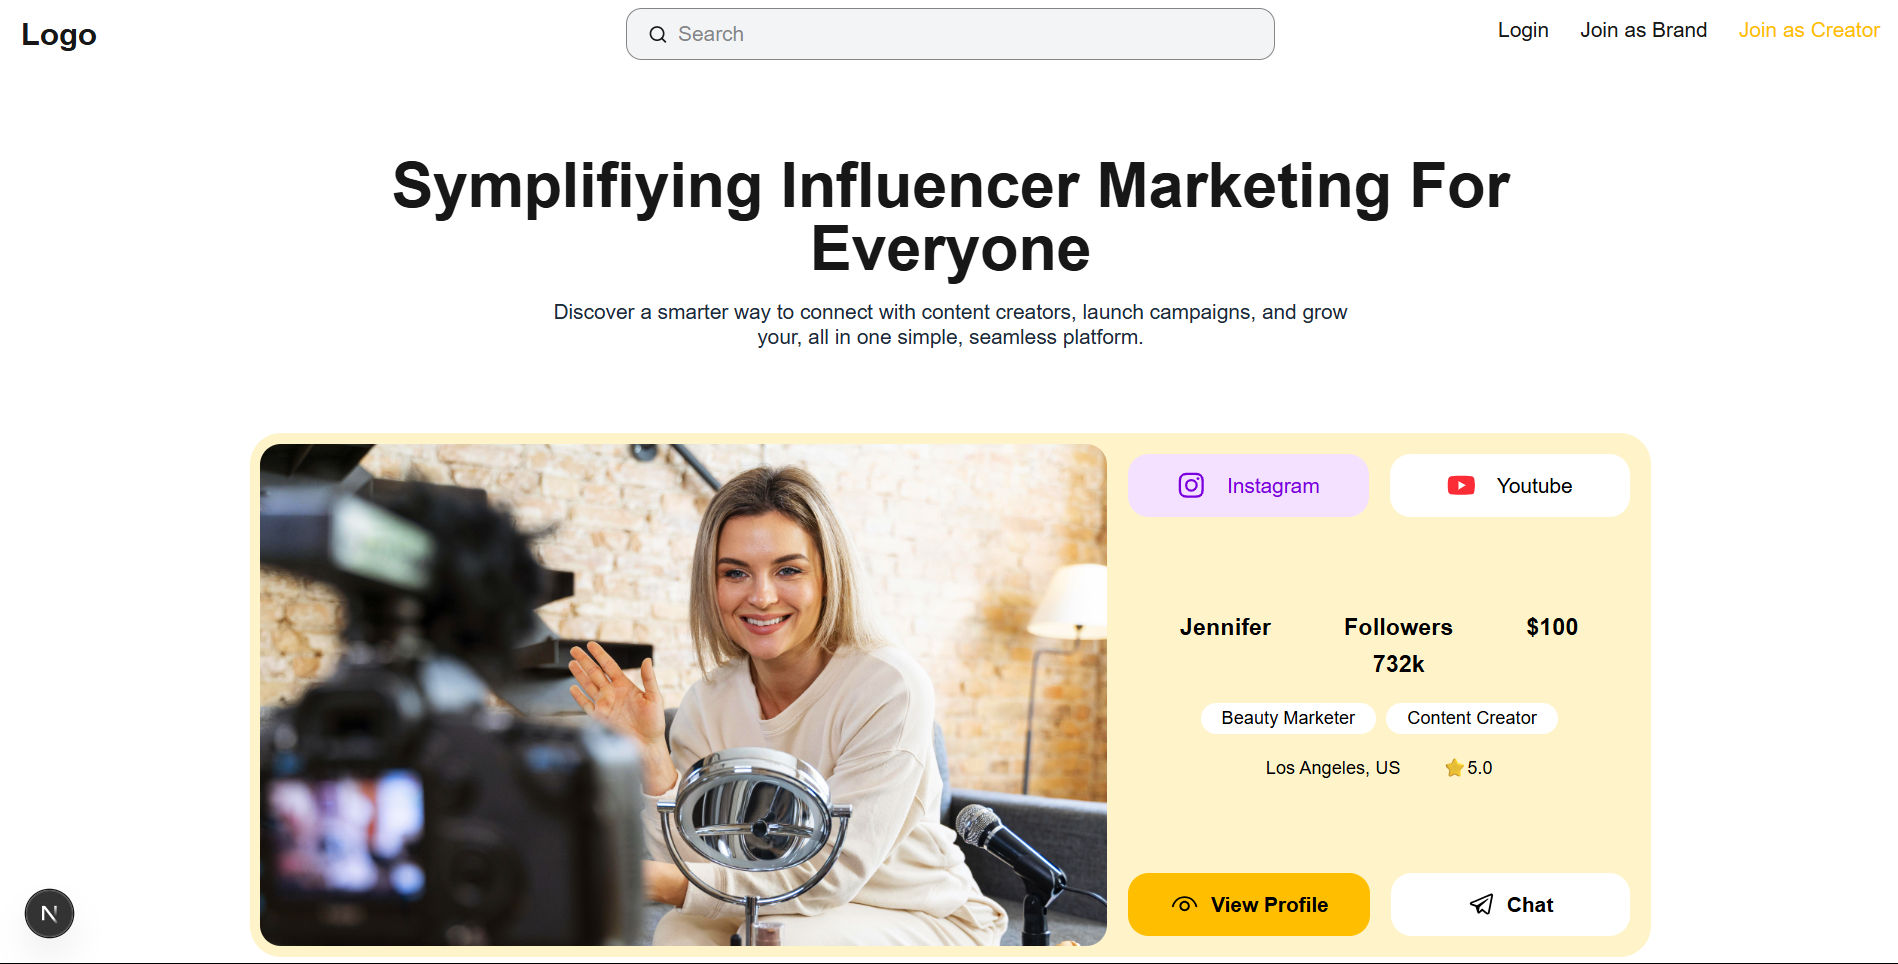 Logo
Search
Login
Join as Brand
Join as Creator
Symplifiying Influencer Marketing For
Everyone
Discover a smarter way to connect with content creators, launch campaigns, and grow
your, all in one simple, seamless platform.
Instagram
Youtube
Jennifer
Followers
732k
$100
Beauty Marketer
Content Creator
Los Angeles, US
5.0
View Profile
Chat
N